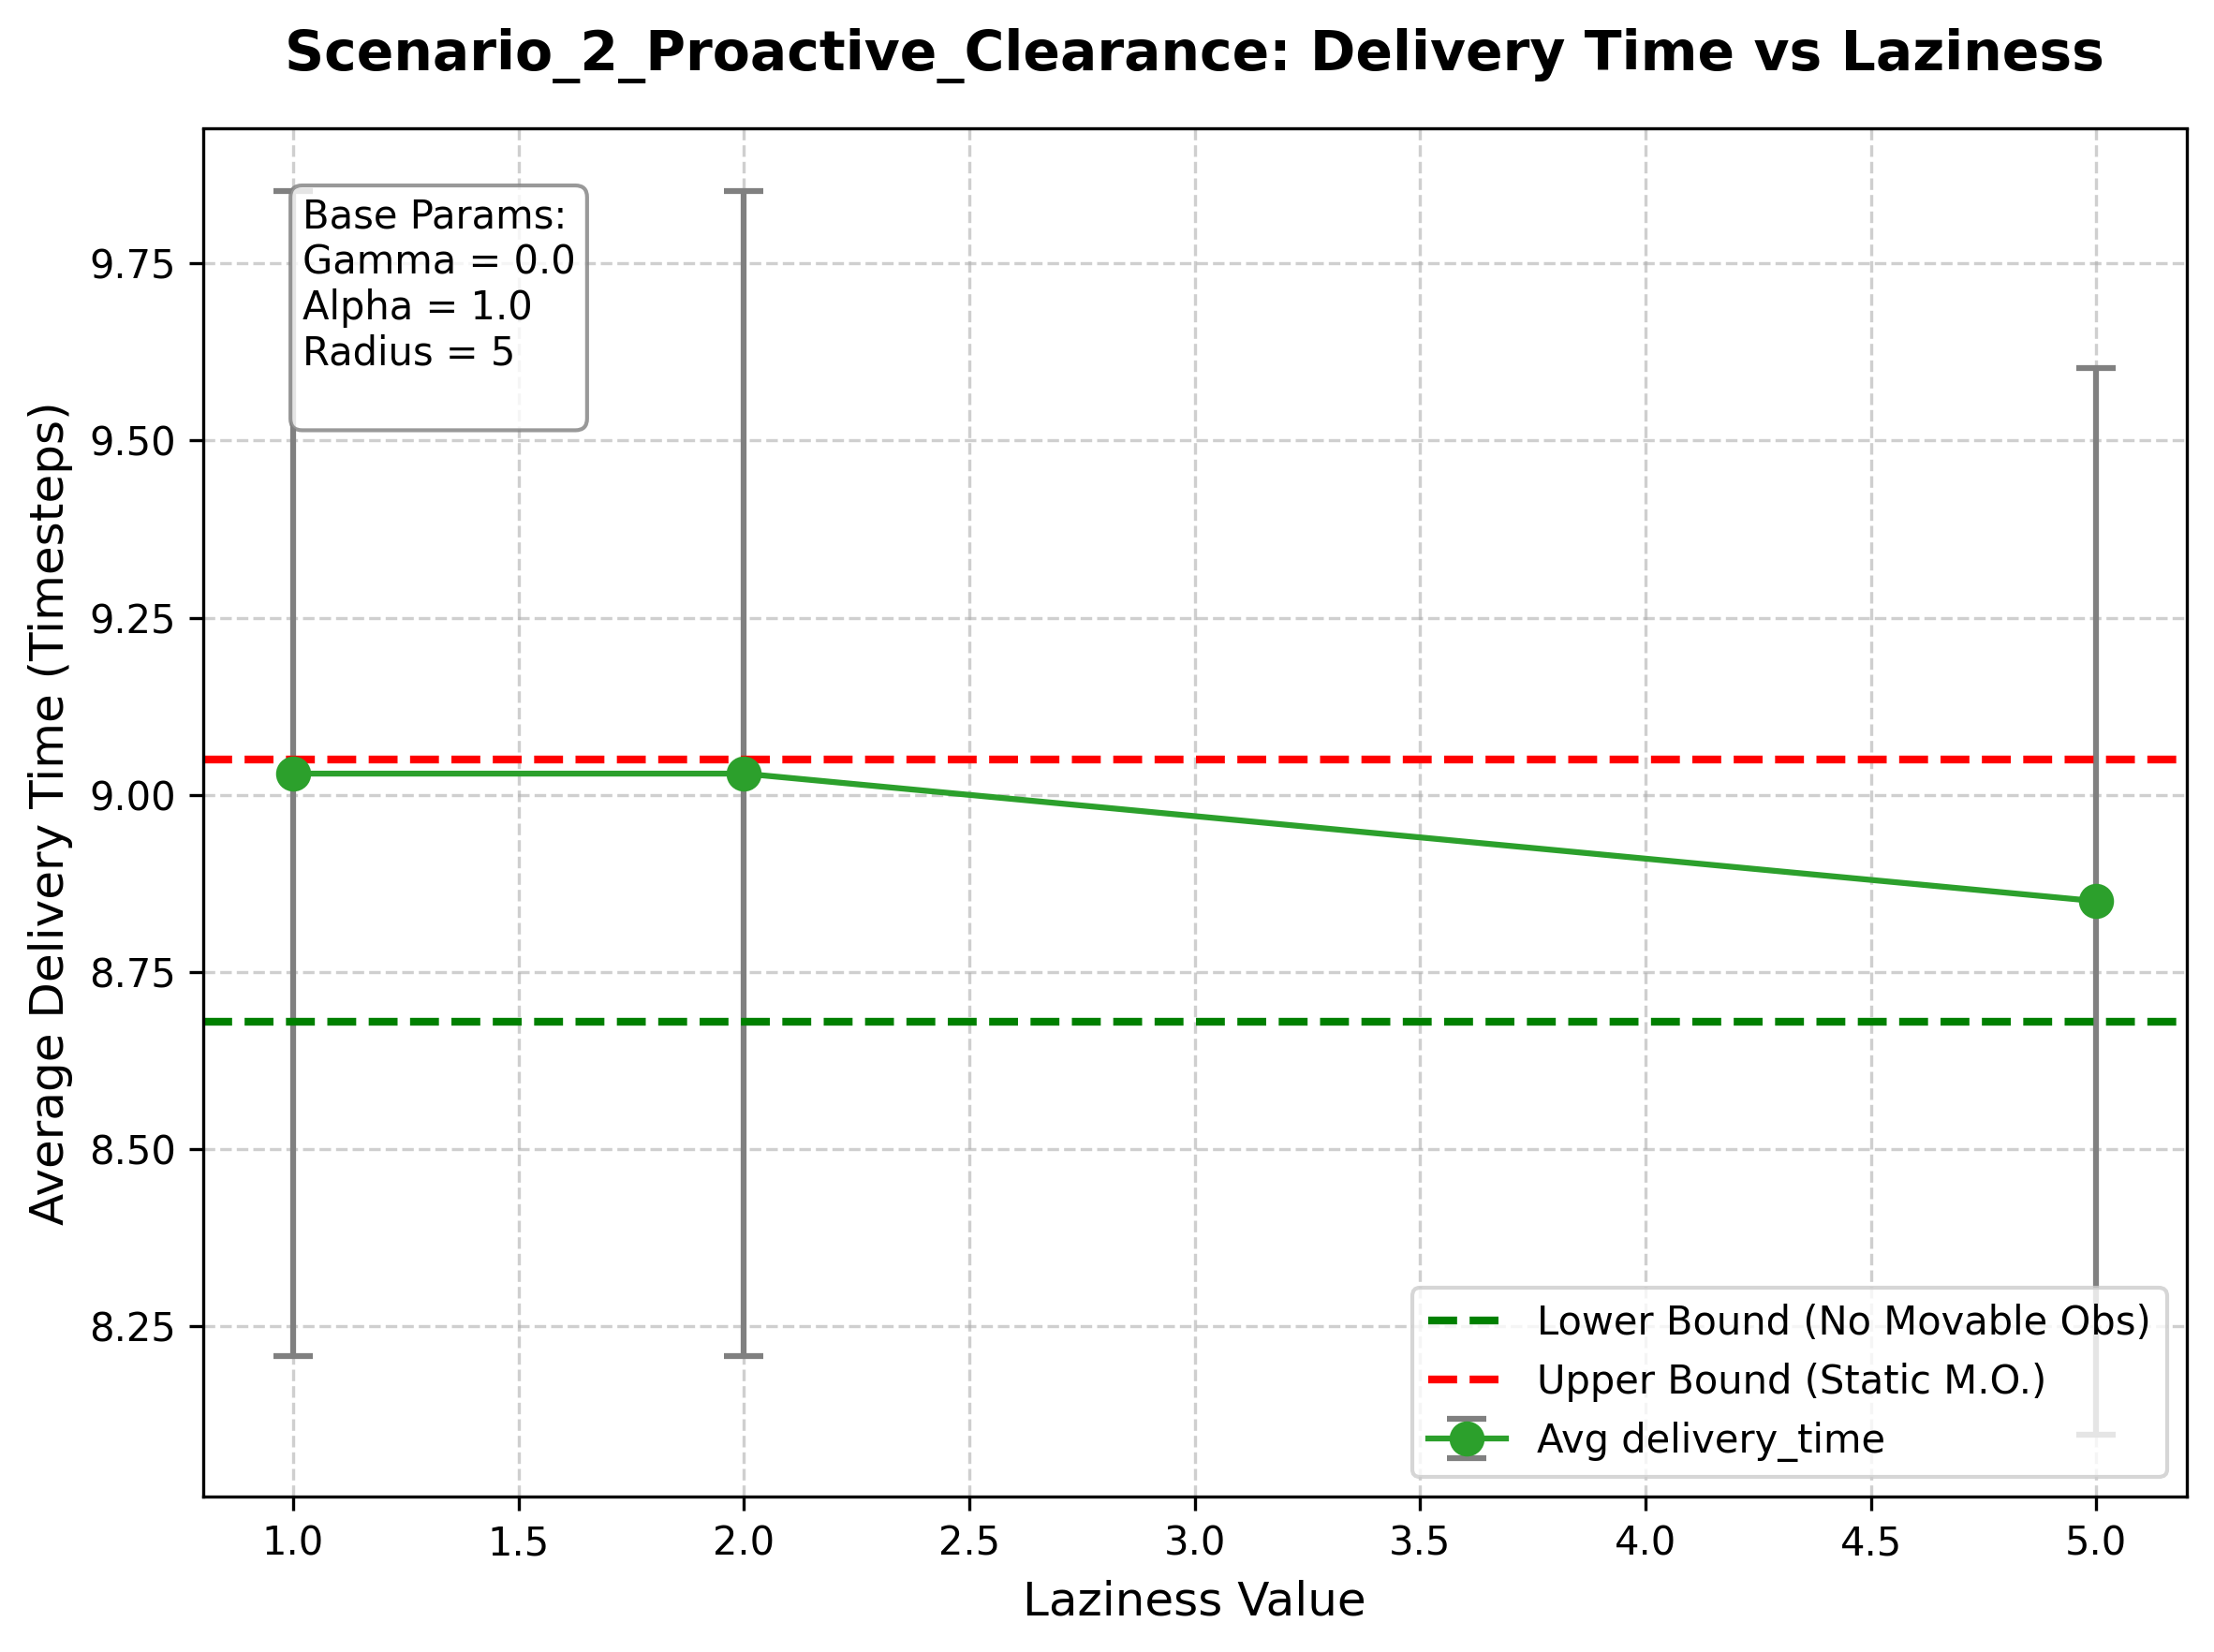 Scenario_2_Proactive_Clearance: Delivery Time vs Laziness
Base Params:
Gamma = 0.0
Alpha = 1.0
Radius = 5
Average Delivery Time (Timesteps)
9.75
9.50
9.25
9.00
8.75
8.50
8.25
Lower Bound (No Movable Obs)
Upper Bound (Static M.O.)
Avg delivery_time
1.0 1.5 2.0 2.5 3.0 3.5 4.0 4.5 5.0
Laziness Value